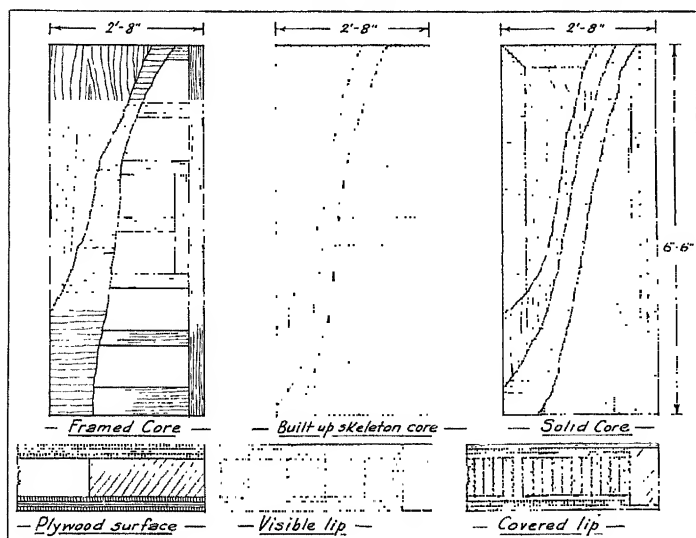 2'-8"
2'-8"
2'-8"
6'-6"
— Framed Core —
— Built up skeleton core —
— Solid Core —
— Plywood surface —
— Visible lip —
— Covered lip —